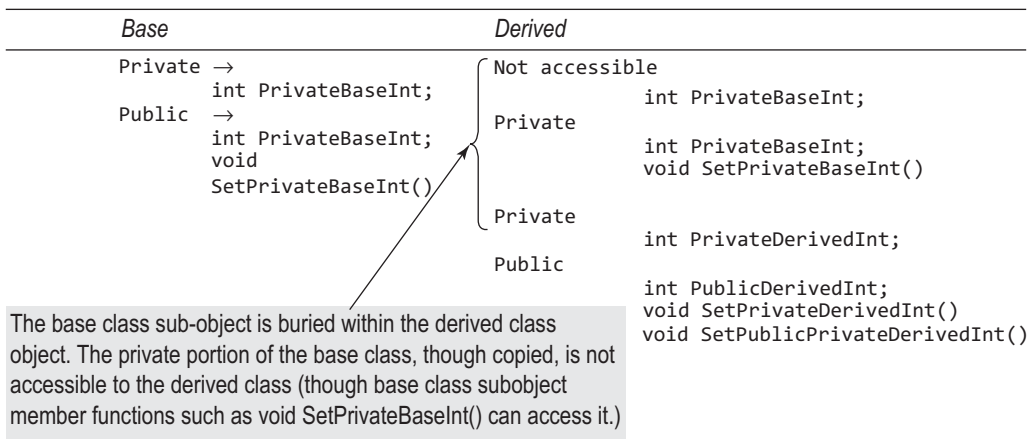 Base Derived
Private → Not accessible
int PrivateBaseInt; int PrivateBaseInt;
Public → Private
int PrivateBaseInt; int PrivateBaseInt;
void void SetPrivateBaseInt()
SetPrivateBaseInt()
Private
int PrivateDerivedInt;
Public
int PublicDerivedInt;
void SetPrivateDerivedInt()
void SetPublicPrivateDerivedInt()
The base class sub-object is buried within the derived class
object. The private portion of the base class, though copied, is not
accessible to the derived class (though base class subobject
member functions such as void SetPrivateBaseInt() can access it.)